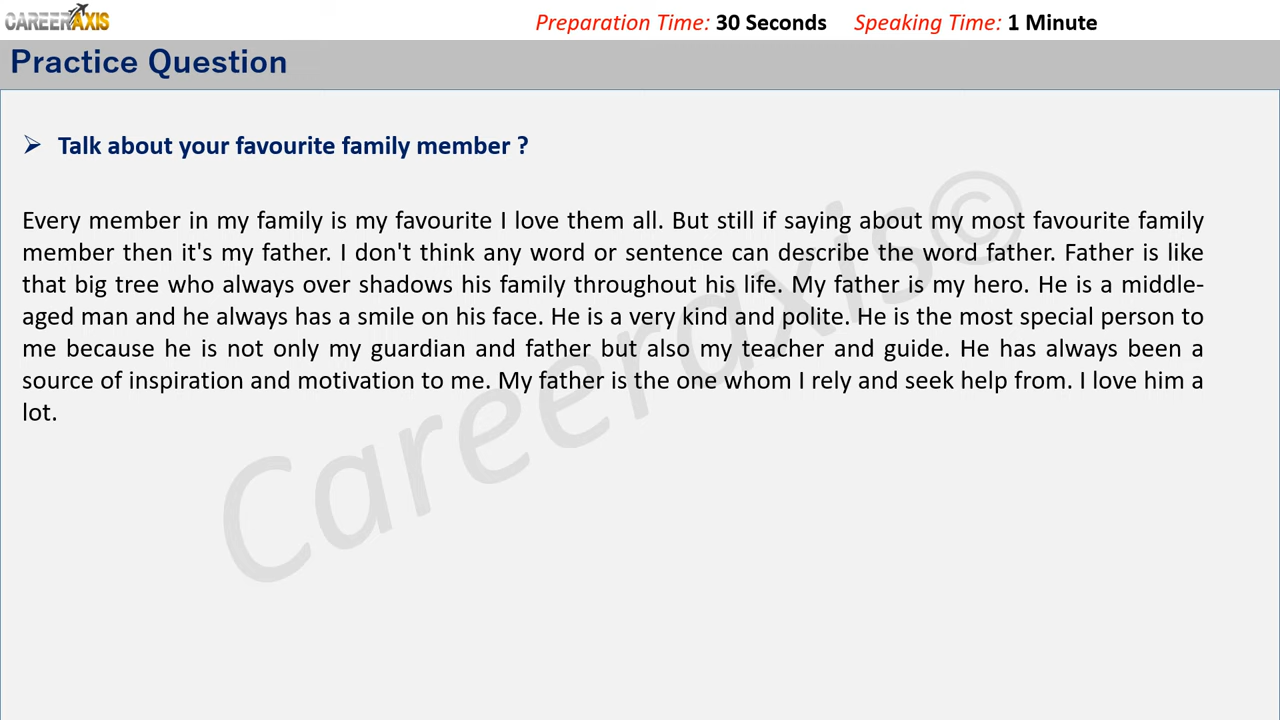 CAREERAXIS
Preparation Time: 30 Seconds Speaking Time: 1 Minute
Practice Question
➢ Talk about your favourite family member ?
Every member in my family is my favourite I love them all. But still if saying about my most favourite family
member then it's my father. I don't think any word or sentence can describe the word father. Father is like
that big tree who always over shadows his family throughout his life. My father is my hero. He is a middle-
aged man and he always has a smile on his face. He is a very kind and polite. He is the most special person to
me because he is not only my guardian and father but also my teacher and guide. He has always been a
source of inspiration and motivation to me. My father is the one whom I rely and seek help from. I love him a
lot.
Careeraxis©